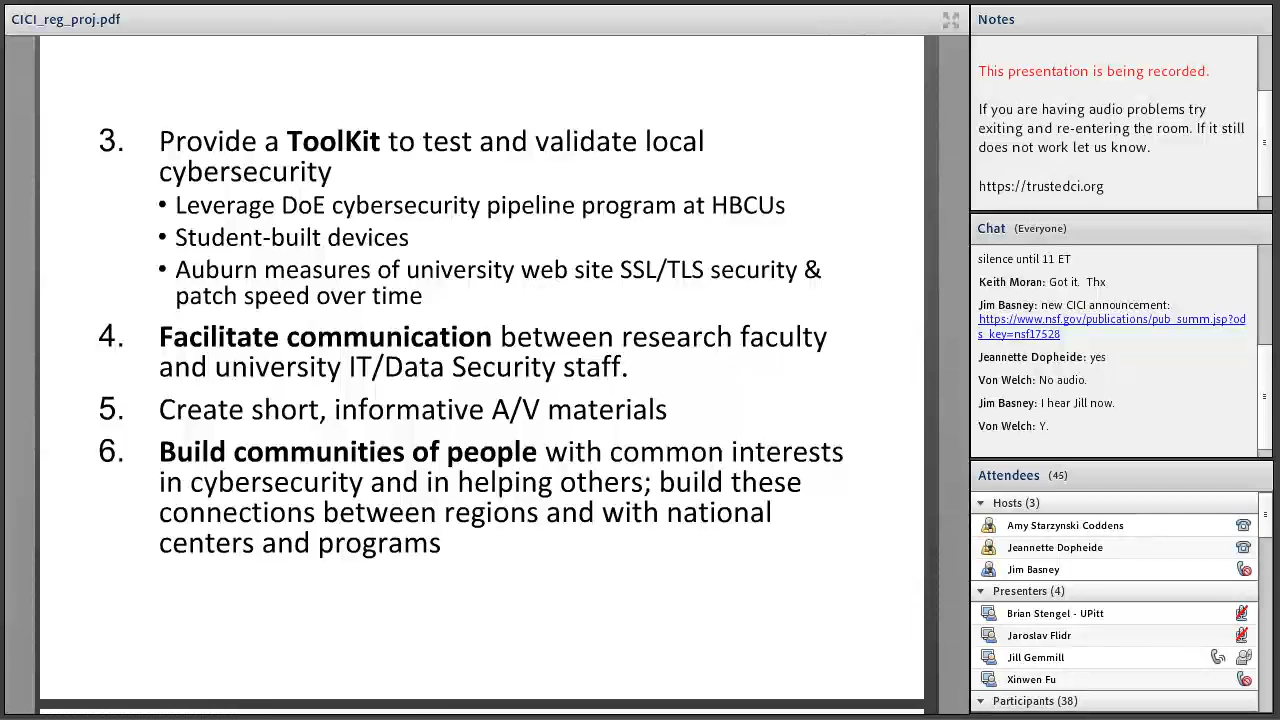 CICI_reg_proj.pdf
3. Provide a ToolKit to test and validate local
cybersecurity
• Leverage DoE cybersecurity pipeline program at HBCUs
• Student-built devices
• Auburn measures of university web site SSL/TLS security &
patch speed over time
4. Facilitate communication between research faculty
and university IT/Data Security staff.
5. Create short, informative A/V materials
6. Build communities of people with common interests
in cybersecurity and in helping others; build these
connections between regions and with national
centers and programs
Notes
This presentation is being recorded.
If you are having audio problems try
exiting and re-entering the room. If it still
does not work let us know.
https://trustedci.org
Chat (Everyone)
silence until 11 ET
Keith Moran: Got it. Thx
Jim Basney: new CICI announcement:
https://www.nsf.gov/publications/pub_summ.jsp?od
s_key=nsf17528
Jeannette Dopheide: yes
Von Welch: No audio.
Jim Basney: I hear Jill now.
Von Welch: Y.
Attendees (45)
Hosts (3)
Amy Starzynski Coddens
Jeannette Dopheide
Jim Basney
Presenters (4)
Brian Stengel - UPitt
Jaroslav Flidr
Jill Gemmill
Xinwen Fu
Participants (38)